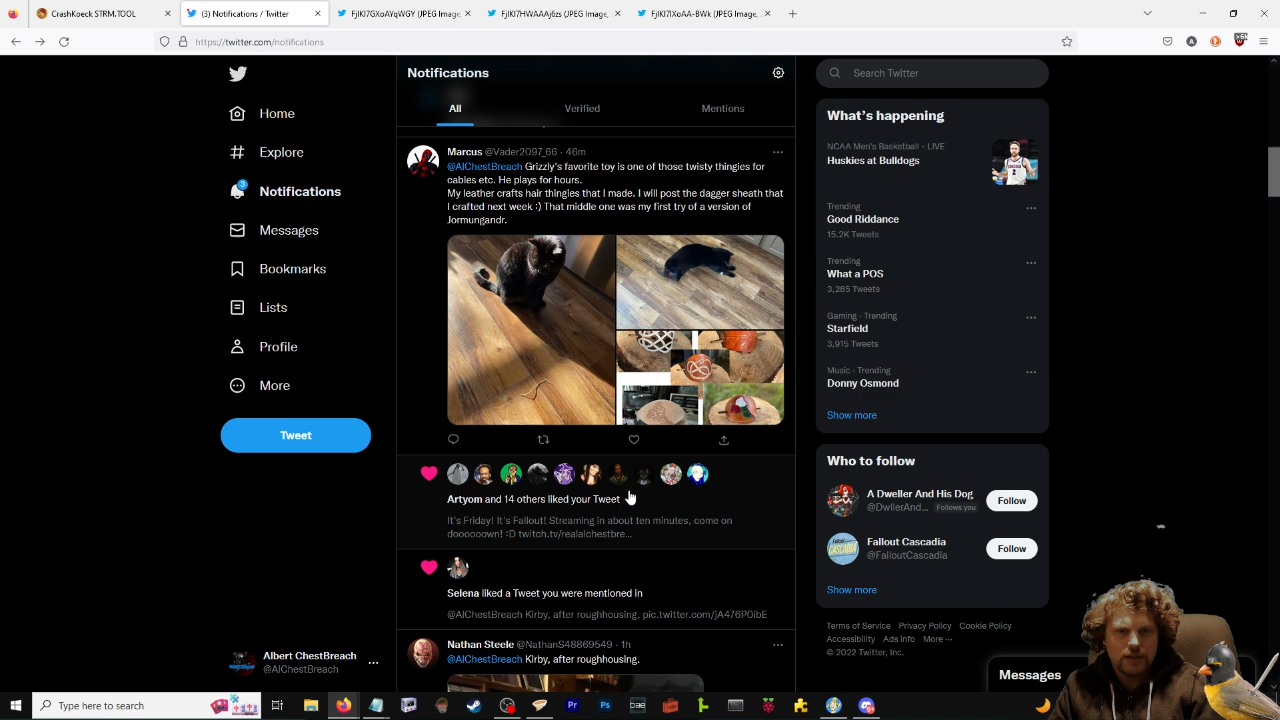 CrashKoeck STRM.TOOL
(3) Notifications / Twitter
FjIKI7GXoAYqWGY (JPEG Image,
FjIKI7HWAAAj6zs (JPEG Image,
FjIKI7IXoAA-BWk (JPEG Image,
https://twitter.com/notifications
Home
Explore
3
Notifications
Messages
Bookmarks
Lists
Profile
More
Tweet
Albert ChestBreach
@AlChestBreach
Notifications
All
Verified
Mentions
Marcus @Vader2097_66 · 46m
@AlChestBreach Grizzly's favorite toy is one of those twisty thingies for
cables etc. He plays for hours.
My leather crafts hair thingies that I made. I will post the dagger sheath that
I crafted next week :) That middle one was my first try of a version of
Jormungandr.
Artyom and 14 others liked your Tweet
It's Friday! It's Fallout! Streaming in about ten minutes, come on
doooooown! :D twitch.tv/realalchestbre...
Selena liked a Tweet you were mentioned in
@AlChestBreach Kirby, after roughhousing. pic.twitter.com/jA476P0ibE
Nathan Steele @NathanS48869549 · 1h
@AlChestBreach Kirby, after roughhousing.
Search Twitter
What's happening
NCAA Men's Basketball · LIVE
Huskies at Bulldogs
Trending
Good Riddance
15.2K Tweets
Trending
What a POS
3,285 Tweets
Gaming · Trending
Starfield
3,915 Tweets
Music · Trending
Donny Osmond
Show more
Who to follow
A Dweller And His Dog
@DwllerAnd... Follows you
Follow
Fallout Cascadia
@FalloutCascadia
Follow
Show more
Terms of Service Privacy Policy Cookie Policy
Accessibility Ads info More ...
© 2022 Twitter, Inc.
Messages
Type here to search